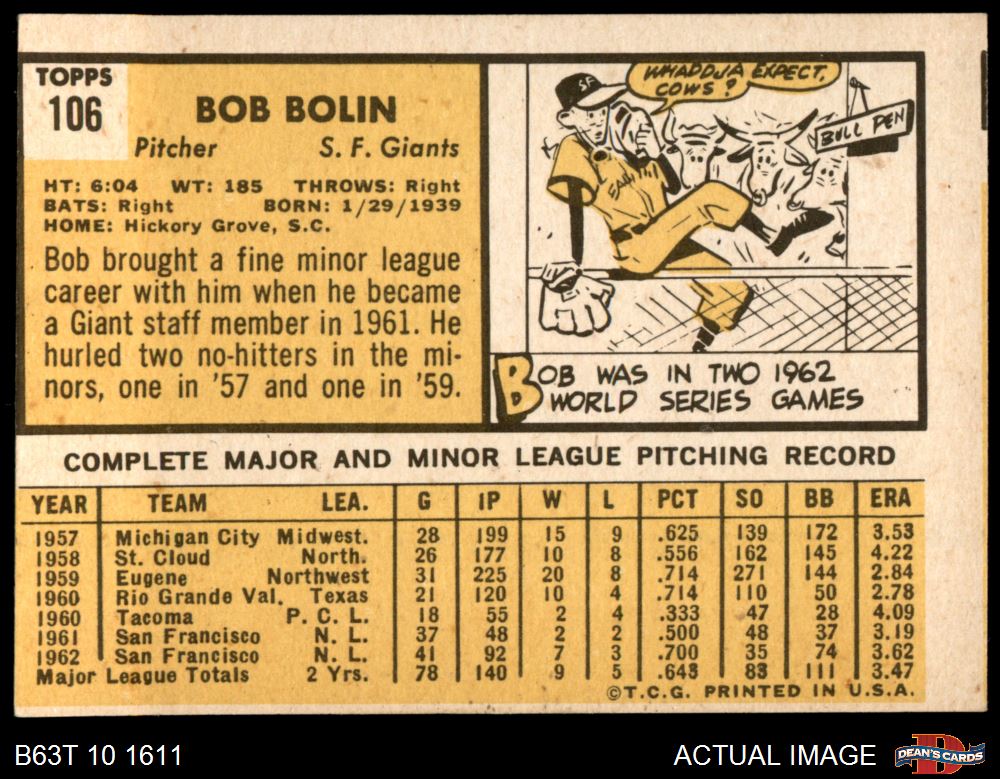 TOPPS
106
BOB BOLIN
Pitcher S. F. Giants
HT: 6:04 WT: 185 THROWS: Right
BATS: Right BORN: 1/29/1939
HOME: Hickory Grove, S.C.
Bob brought a fine minor league
career with him when he became
a Giant staff member in 1961. He
hurled two no-hitters in the mi-
nors, one in '57 and one in '59.
WHADDJA EXPECT,
COWS ?
SF
BULL PEN
BOB WAS IN TWO 1962
WORLD SERIES GAMES
COMPLETE MAJOR AND MINOR LEAGUE PITCHING RECORD
YEAR TEAM LEA. G IP W L PCT SO BB ERA
1957 Michigan City Midwest. 28 199 15 9 .625 139 172 3.53
1958 St. Cloud North. 26 177 10 8 .556 162 145 4.22
1959 Eugene Northwest 31 225 20 8 .714 271 144 2.84
1960 Rio Grande Val. Texas 21 120 10 4 .714 110 50 2.78
1960 Tacoma P. C. L. 18 55 2 4 .333 47 28 4.09
1961 San Francisco N. L. 37 48 2 2 .500 48 37 3.19
1962 San Francisco N. L. 41 92 7 3 .700 35 74 3.62
Major League Totals 2 Yrs. 78 140 9 5 .643 83 111 3.47
©T.C.G. PRINTED IN U.S.A.
B63T 10 1611 ACTUAL IMAGE DEAN'S CARDS